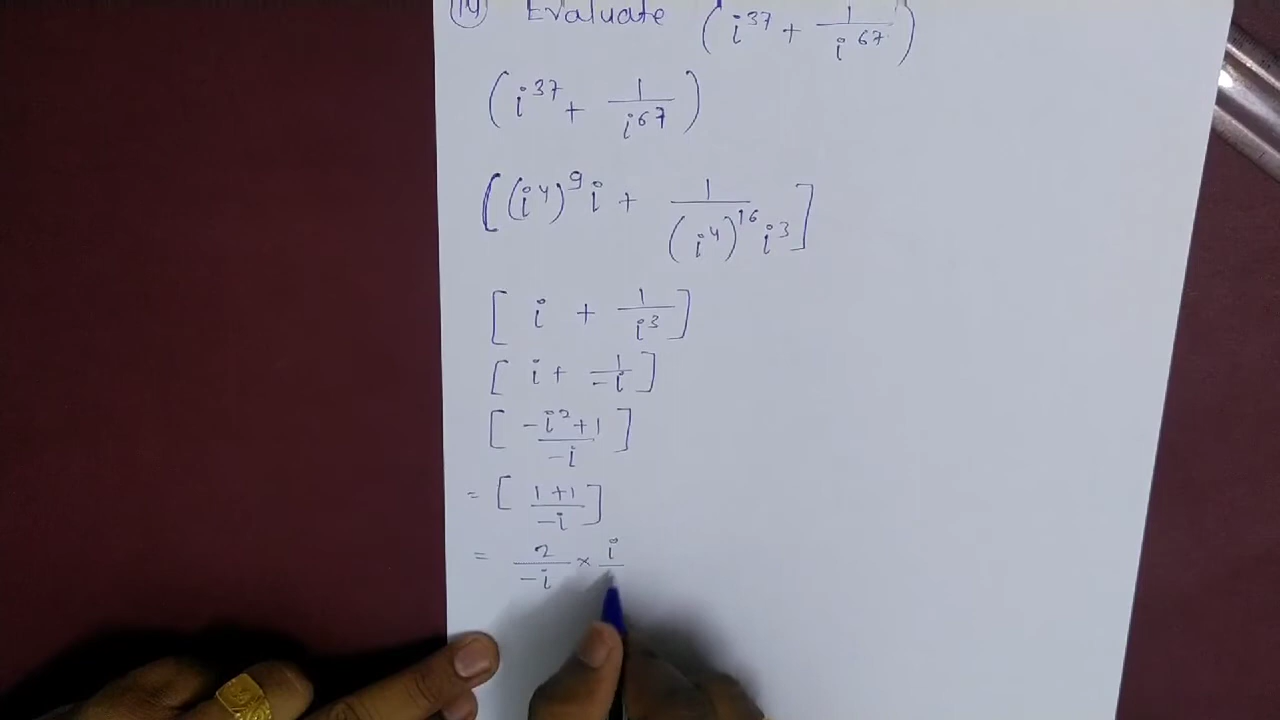 (14) Evaluate (i^37 + 1/i^67)
(i^37 + 1/i^67)
[(i^4)^9 i + 1/((i^4)^16 i^3)]
[i + 1/i^3]
[i + 1/-i]
[(-i^2+1)/-i]
= [(1+1)/-i]
= 2/-i × i/